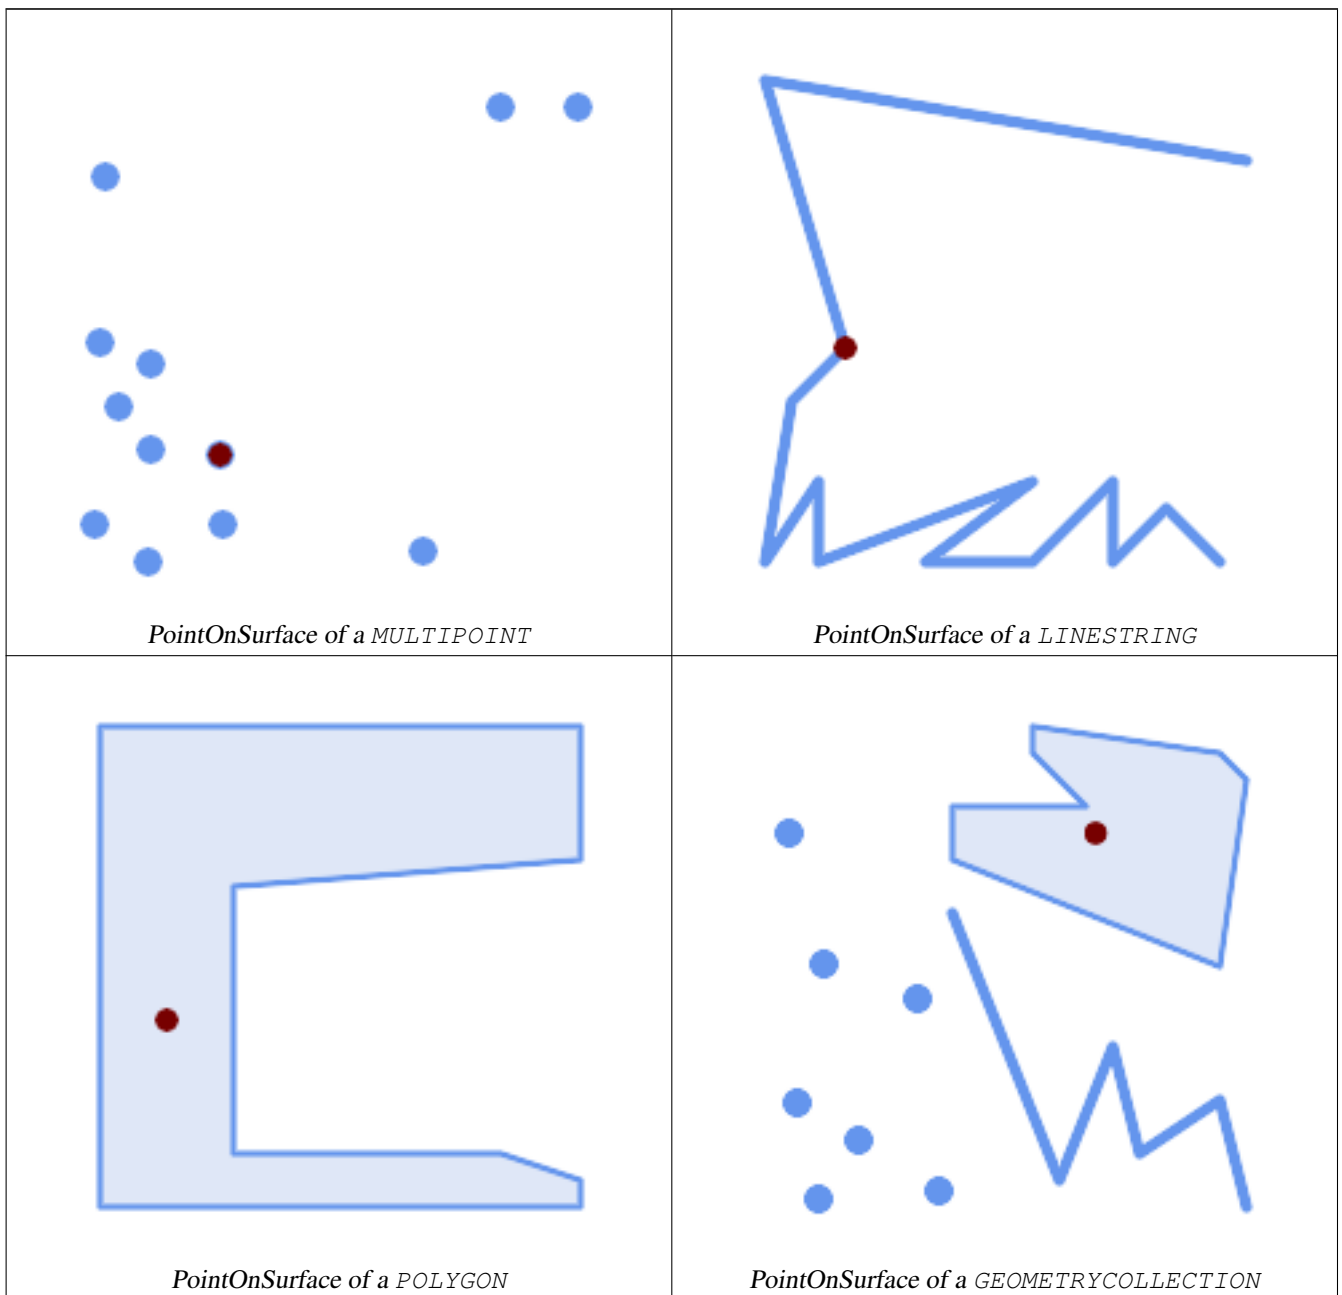 PointOnSurface of a MULTIPOINT
PointOnSurface of a LINESTRING
PointOnSurface of a POLYGON
PointOnSurface of a GEOMETRYCOLLECTION